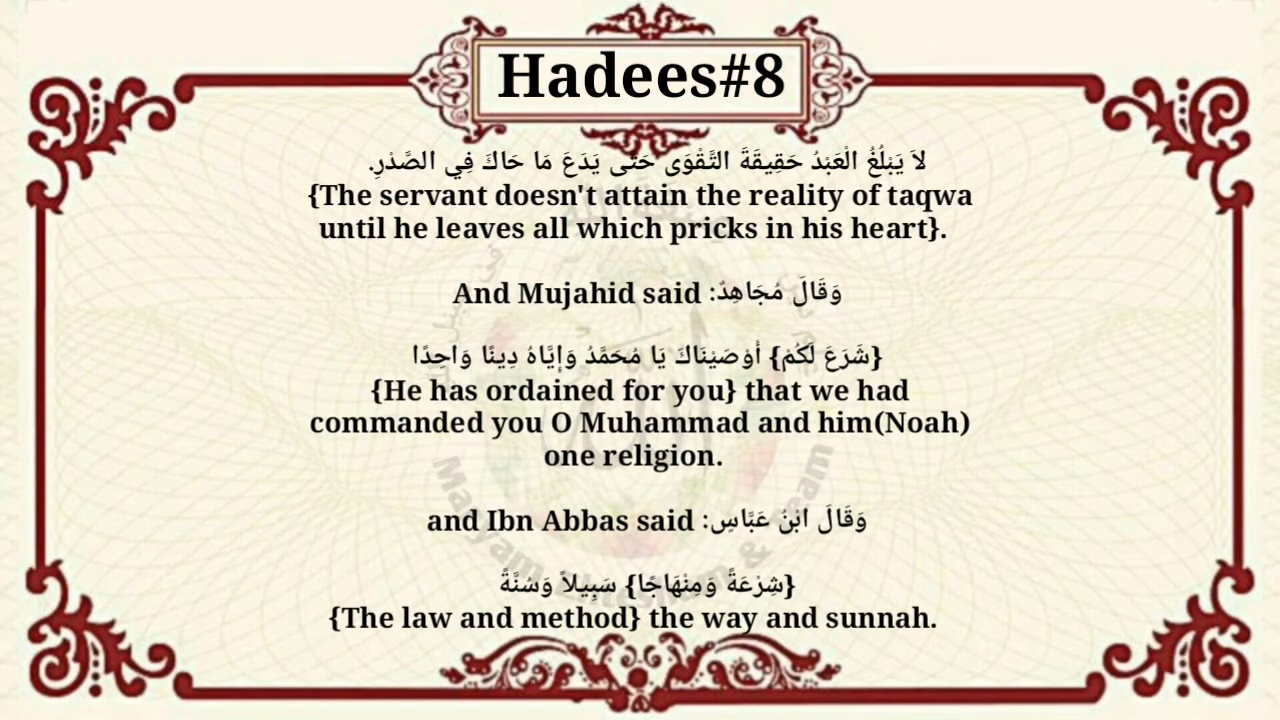 Hadees#8
لاَ يَبْلُغُ الْعَبْدُ حَقِيقَةَ التَّقْوَى حَتَّى يَدَعَ مَا حَاكَ فِي الصَّدْرِ.
{The servant doesn't attain the reality of taqwa
until he leaves all which pricks in his heart}.
And Mujahid said :وَقَالَ مُجَاهِدٌ
{شَرَعَ لَكُمْ} أَوْصَيْنَاكَ يَا مُحَمَّدُ وَإِيَّاهُ دِينًا وَاحِدًا
{He has ordained for you} that we had
commanded you O Muhammad and him(Noah)
one religion.
and Ibn Abbas said :وَقَالَ ابْنُ عَبَّاسٍ
{شِرْعَةً وَمِنْهَاجًا} سَبِيلاً وَسُنَّةً
{The law and method} the way and sunnah.